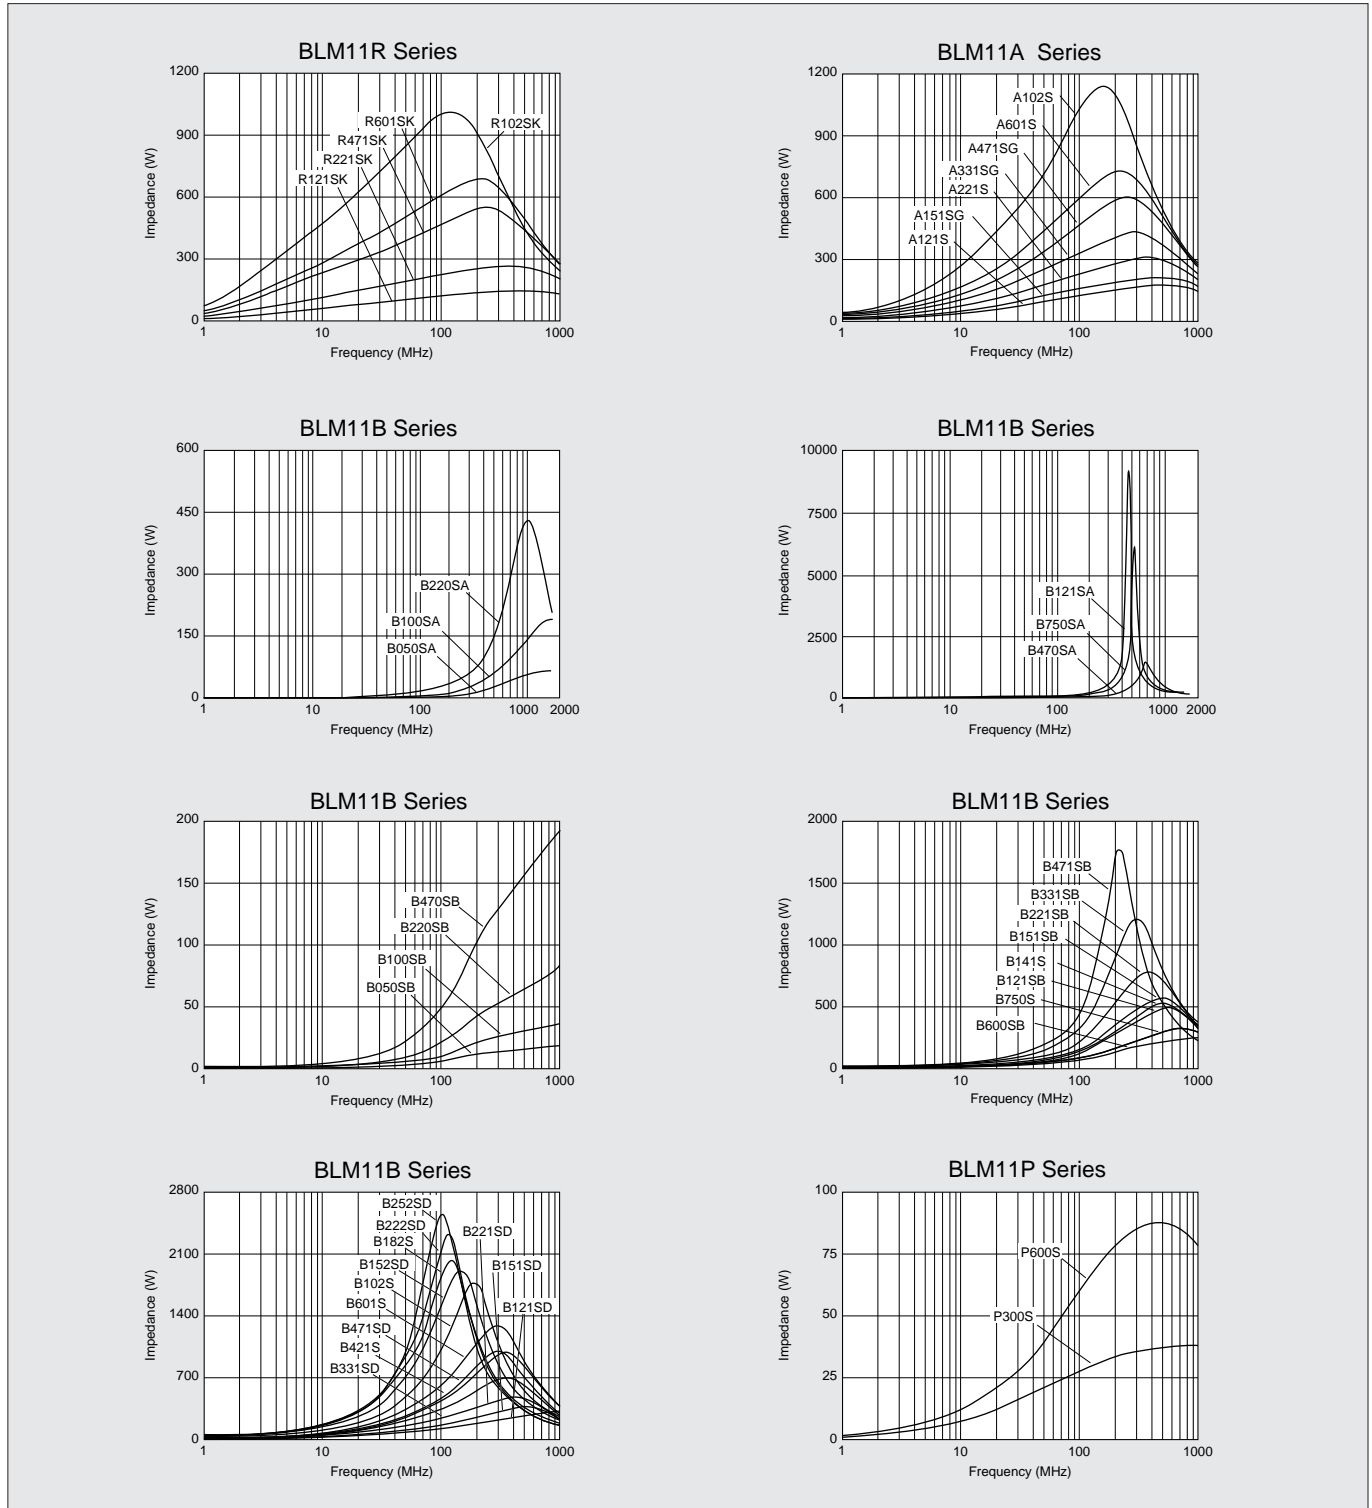 BLM11R Series
1200
900
600
300
0
Impedance (W)
R601SK
R471SK
R221SK
R121SK
R102SK
1 10 100 1000
Frequency (MHz)
BLM11A Series
1200
900
600
300
0
Impedance (W)
A102S
A601S
A471SG
A331SG
A221S
A151SG
A121S
1 10 100 1000
Frequency (MHz)
BLM11B Series
600
450
300
150
0
Impedance (W)
B220SA
B100SA
B050SA
1 10 100 1000 2000
Frequency (MHz)
BLM11B Series
10000
7500
5000
2500
0
Impedance (W)
B121SA
B750SA
B470SA
1 10 100 1000 2000
Frequency (MHz)
BLM11B Series
200
150
100
50
0
Impedance (W)
B470SB
B220SB
B100SB
B050SB
1 10 100 1000
Frequency (MHz)
BLM11B Series
2000
1500
1000
500
0
Impedance (W)
B471SB
B331SB
B221SB
B151SB
B141S
B121SB
B750S
B600SB
1 10 100 1000
Frequency (MHz)
BLM11B Series
2800
2100
1400
700
0
Impedance (W)
B252SD
B222SD
B182S
B152SD
B102S
B601S
B471SD
B421S
B331SD
B221SD
B151SD
B121SD
1 10 100 1000
Frequency (MHz)
BLM11P Series
100
75
50
25
0
Impedance (W)
P600S
P300S
1 10 100 1000
Frequency (MHz)